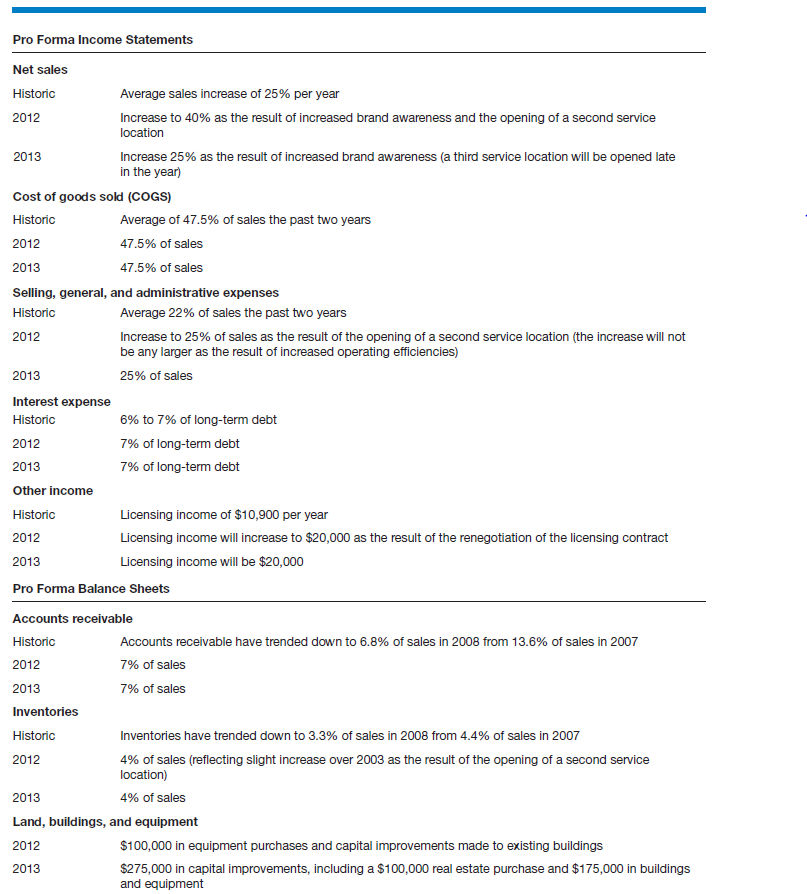 Pro Forma Income Statements
Net sales
Historic Average sales increase of 25% per year
2012 Increase to 40% as the result of increased brand awareness and the opening of a second service
location
2013 Increase 25% as the result of increased brand awareness (a third service location will be opened late
in the year)
Cost of goods sold (COGS)
Historic Average of 47.5% of sales the past two years
2012 47.5% of sales
2013 47.5% of sales
Selling, general, and administrative expenses
Historic Average 22% of sales the past two years
2012 Increase to 25% of sales as the result of the opening of a second service location (the increase will not
be any larger as the result of increased operating efficiencies)
2013 25% of sales
Interest expense
Historic 6% to 7% of long-term debt
2012 7% of long-term debt
2013 7% of long-term debt
Other income
Historic Licensing income of $10,900 per year
2012 Licensing income will increase to $20,000 as the result of the renegotiation of the licensing contract
2013 Licensing income will be $20,000
Pro Forma Balance Sheets
Accounts receivable
Historic Accounts receivable have trended down to 6.8% of sales in 2008 from 13.6% of sales in 2007
2012 7% of sales
2013 7% of sales
Inventories
Historic Inventories have trended down to 3.3% of sales in 2008 from 4.4% of sales in 2007
2012 4% of sales (reflecting slight increase over 2003 as the result of the opening of a second service
location)
2013 4% of sales
Land, buildings, and equipment
2012 $100,000 in equipment purchases and capital improvements made to existing buildings
2013 $275,000 in capital improvements, including a $100,000 real estate purchase and $175,000 in buildings
and equipment